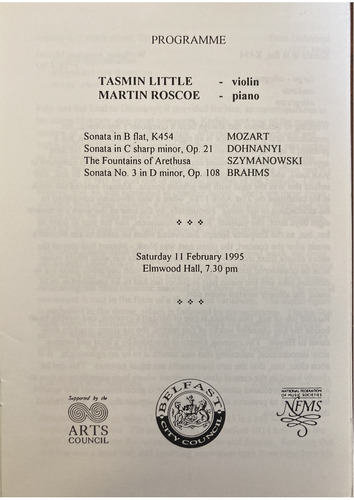 PROGRAMME
TASMIN LITTLE - violin
MARTIN ROSCOE - piano
Sonata in B flat, K454 MOZART
Sonata in C sharp minor, Op. 21 DOHNANYI
The Fountains of Arethusa SZYMANOWSKI
Sonata No. 3 in D minor, Op. 108 BRAHMS
Saturday 11 February 1995
Elmwood Hall, 7.30 pm
Supported by the
ARTS
COUNCIL
BELFAST
CITY COUNCIL
NATIONAL FEDERATION
OF MUSIC SOCIETIES
NFMS